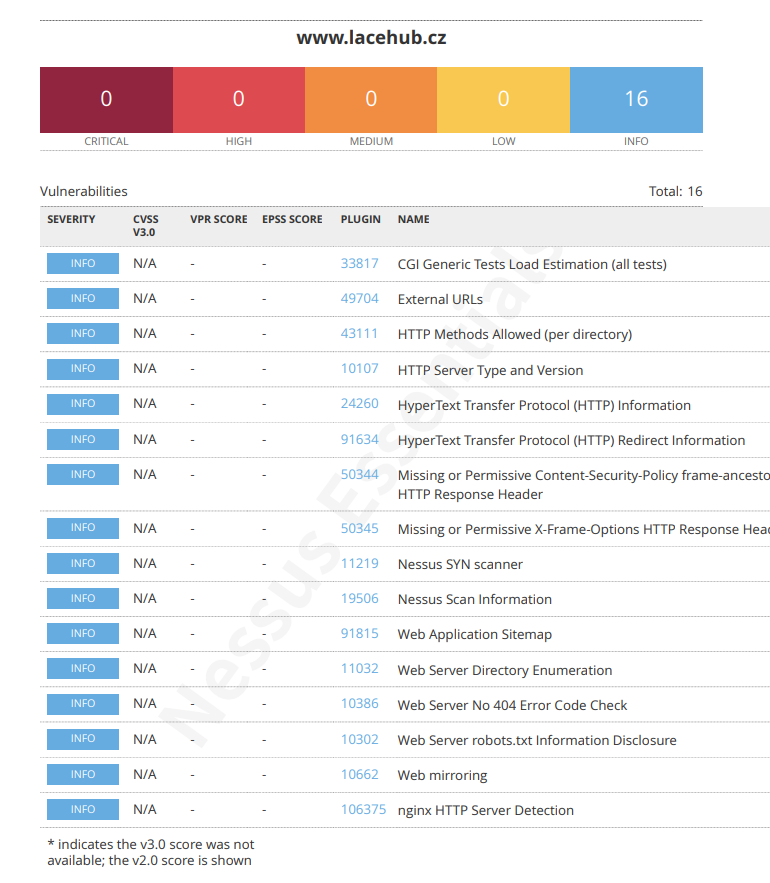 www.lacehub.cz
0 0 0 0 16
CRITICAL HIGH MEDIUM LOW INFO
Vulnerabilities Total: 16
SEVERITY CVSS V3.0 VPR SCORE EPSS SCORE PLUGIN NAME
INFO N/A - - 33817 CGI Generic Tests Load Estimation (all tests)
INFO N/A - - 49704 External URLs
INFO N/A - - 43111 HTTP Methods Allowed (per directory)
INFO N/A - - 10107 HTTP Server Type and Version
INFO N/A - - 24260 HyperText Transfer Protocol (HTTP) Information
INFO N/A - - 91634 HyperText Transfer Protocol (HTTP) Redirect Information
INFO N/A - - 50344 Missing or Permissive Content-Security-Policy frame-ancesto
HTTP Response Header
INFO N/A - - 50345 Missing or Permissive X-Frame-Options HTTP Response Head
INFO N/A - - 11219 Nessus SYN scanner
INFO N/A - - 19506 Nessus Scan Information
INFO N/A - - 91815 Web Application Sitemap
INFO N/A - - 11032 Web Server Directory Enumeration
INFO N/A - - 10386 Web Server No 404 Error Code Check
INFO N/A - - 10302 Web Server robots.txt Information Disclosure
INFO N/A - - 10662 Web mirroring
INFO N/A - - 106375 nginx HTTP Server Detection
* indicates the v3.0 score was not
available; the v2.0 score is shown
Nessus Essentials